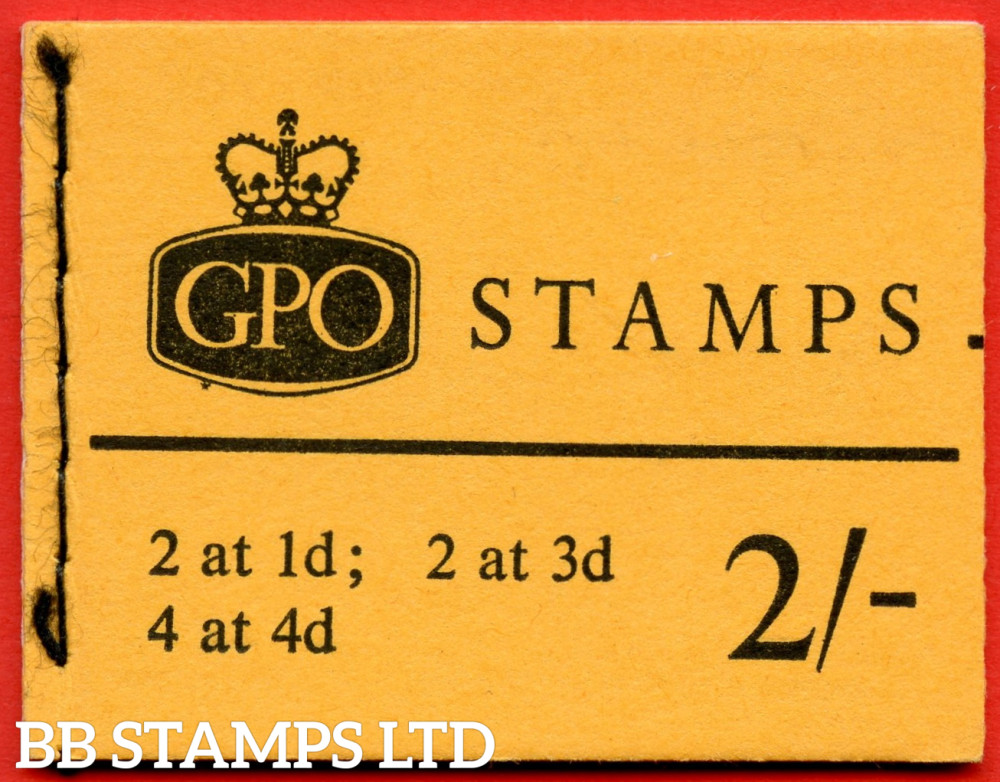 GPO STAMPS
2 at 1d; 2 at 3d
4 at 4d
2/-
BB STAMPS LTD